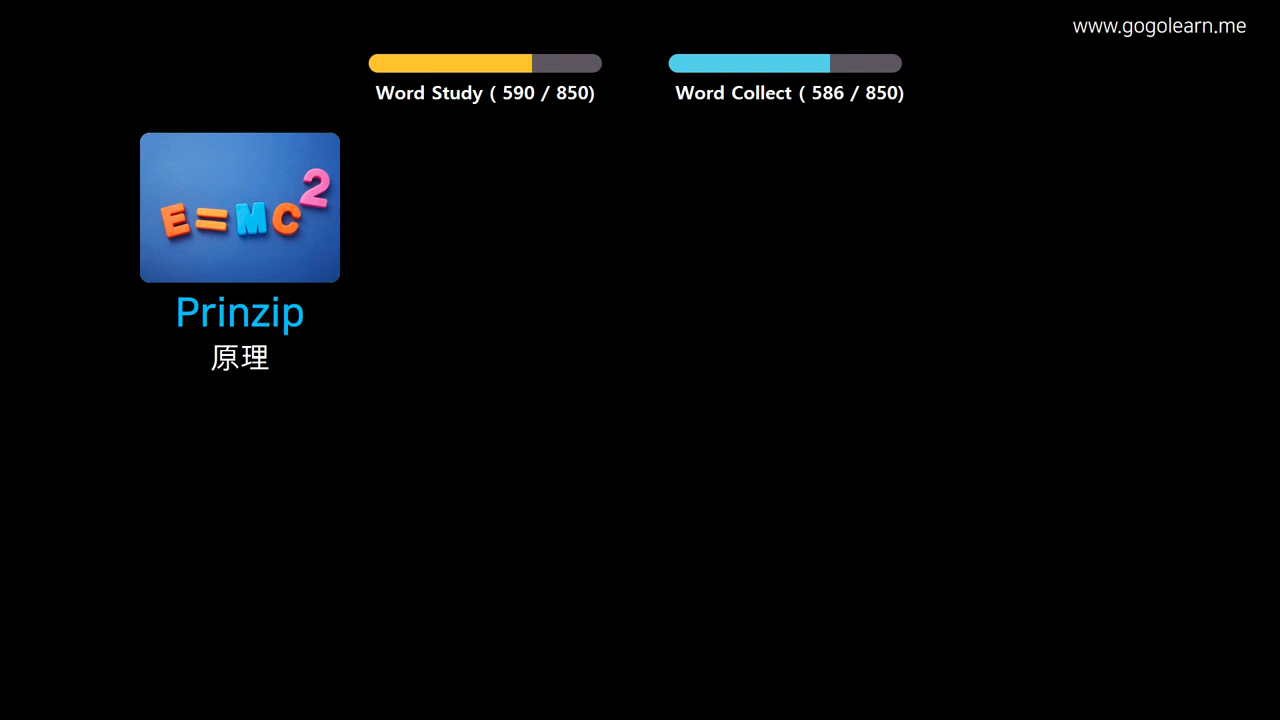 www.gogolearn.me
Word Study ( 590 / 850)
Word Collect ( 586 / 850)
E=MC²
Prinzip
原理